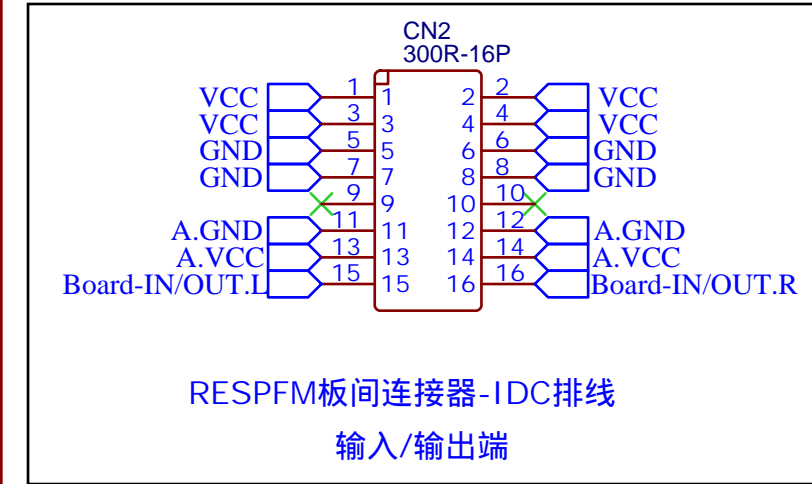 CN2
300R-16P
VCC 1 1 2 2 VCC
VCC 3 3 4 4 VCC
GND 5 5 6 6 GND
GND 7 7 8 8 GND
9 9 10 10
A.GND 11 11 12 12 A.GND
A.VCC 13 13 14 14 A.VCC
Board-IN/OUT.L 15 15 16 16 Board-IN/OUT.R
RESPFM板间连接器-IDC排线
输入/输出端